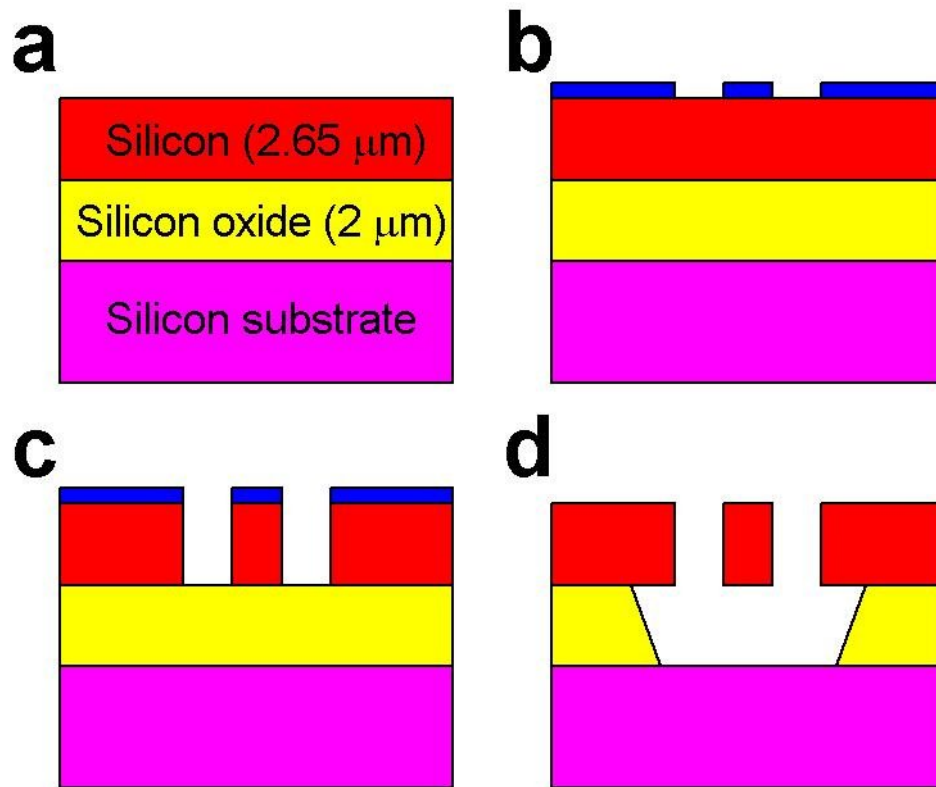 a
b
Silicon (2.65 μm)
Silicon oxide (2 μm)
Silicon substrate
c
d